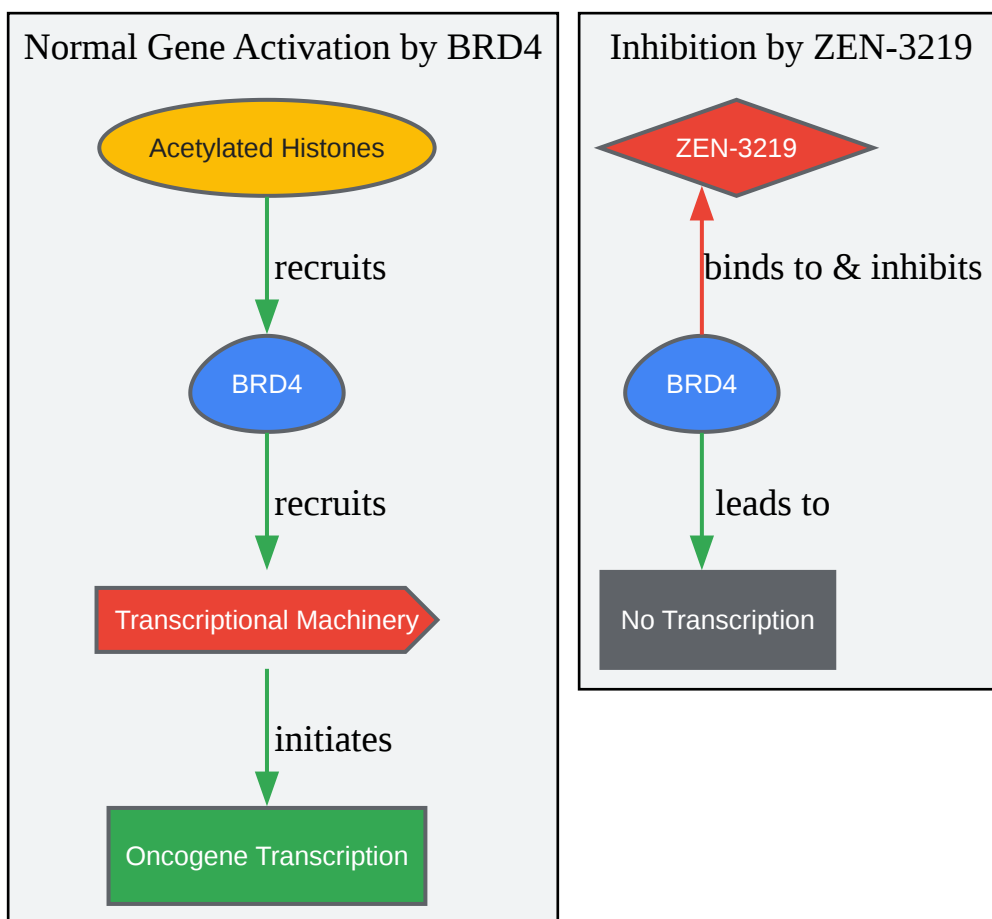 Normal Gene Activation by BRD4
Acetylated Histones
recruits
BRD4
recruits
Transcriptional Machinery
initiates
Oncogene Transcription
Inhibition by ZEN-3219
ZEN-3219
binds to & inhibits
BRD4
leads to
No Transcription